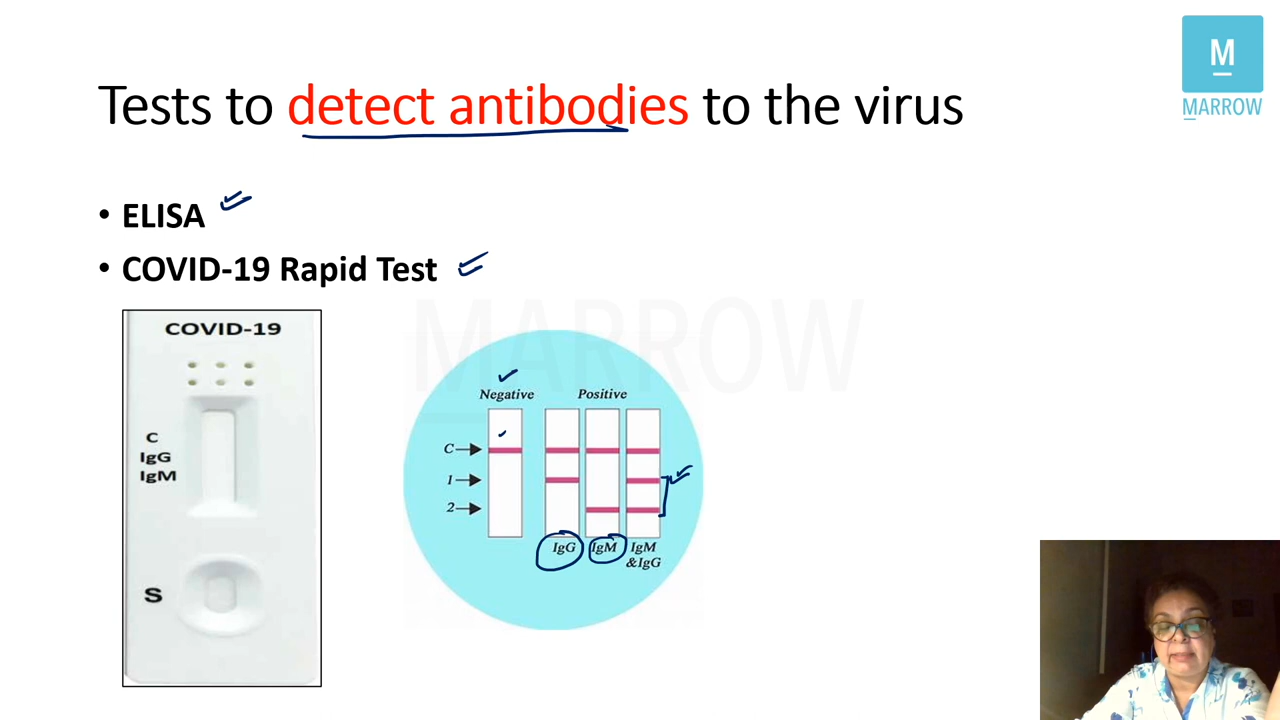 M
MARROW
Tests to detect antibodies to the virus
• ELISA
• COVID-19 Rapid Test
MARROW
COVID-19
C
IgG
IgM
S
Negative Positive
C
1
2
IgG IgM IgM
&IgG